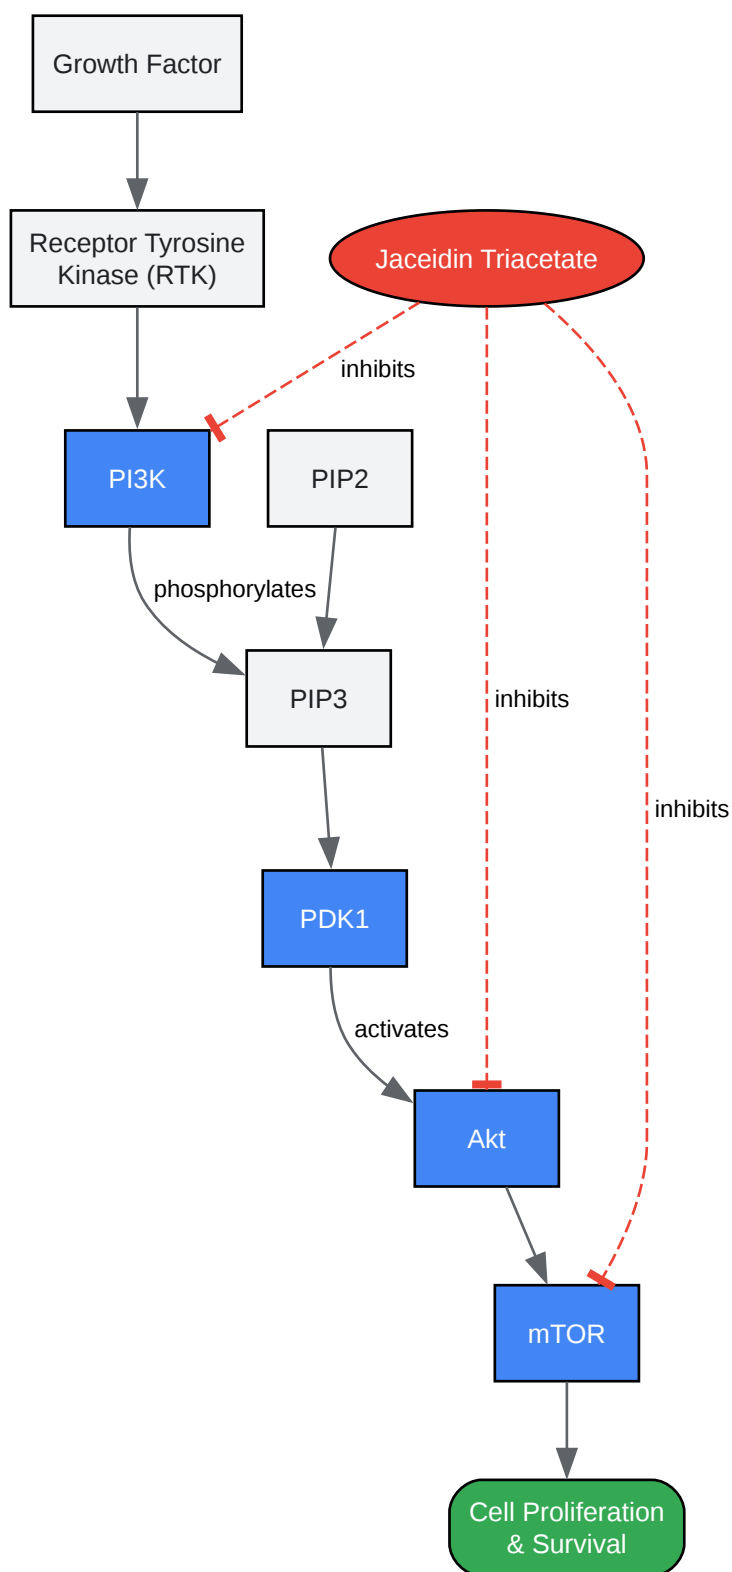 Growth Factor
Receptor Tyrosine
Kinase (RTK)
Jaceidin Triacetate
inhibits
PI3K
PIP2
phosphorylates
PIP3
inhibits
inhibits
PDK1
activates
Akt
mTOR
Cell Proliferation
& Survival